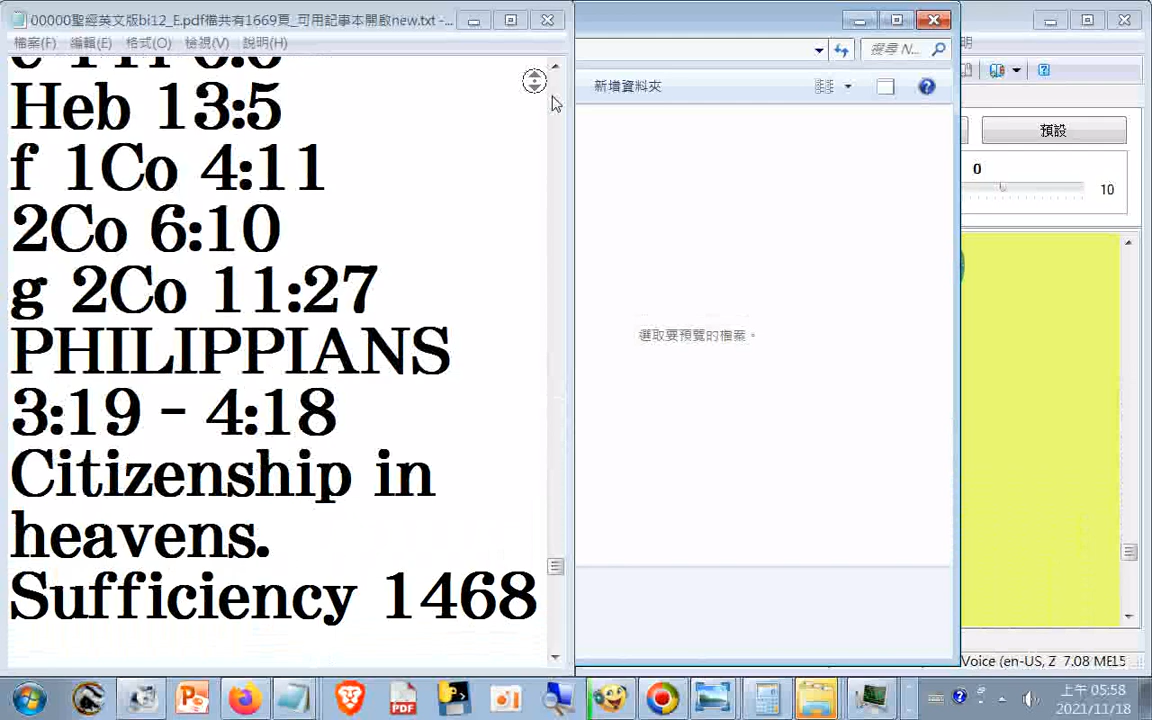 00000聖經英文版bi12_E.pdf檔共有1669頁_可用記事本開啟new.txt -...
檔案(F) 編輯(E) 格式(O) 檢視(V) 說明(H)
Heb 13:5
f 1Co 4:11
2Co 6:10
g 2Co 11:27
PHILIPPIANS
3:19 - 4:18
Citizenship in
heavens.
Sufficiency 1468
搜尋 N...
新增資料夾
選取要預覽的檔案。
明
預設
0
10
Voice (en-US, Z 7.08 ME15
上午 05:58
2021/11/18